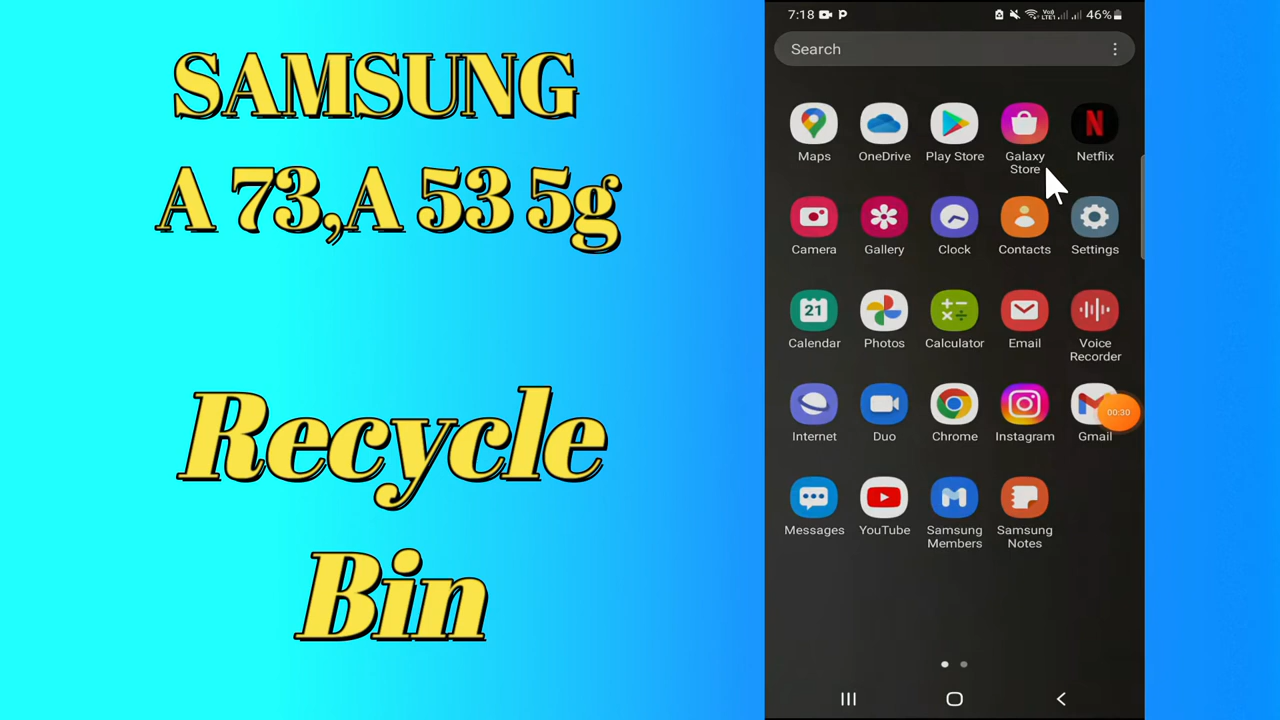 SAMSUNG
A 73,A 53 5g
Recycle
Bin
7:18 46%
Search
Maps OneDrive Play Store Galaxy Store Netflix
Camera Gallery Clock Contacts Settings
21
Calendar Photos Calculator Email Voice Recorder
00:30
Internet Duo Chrome Instagram Gmail
Messages YouTube Samsung Members Samsung Notes